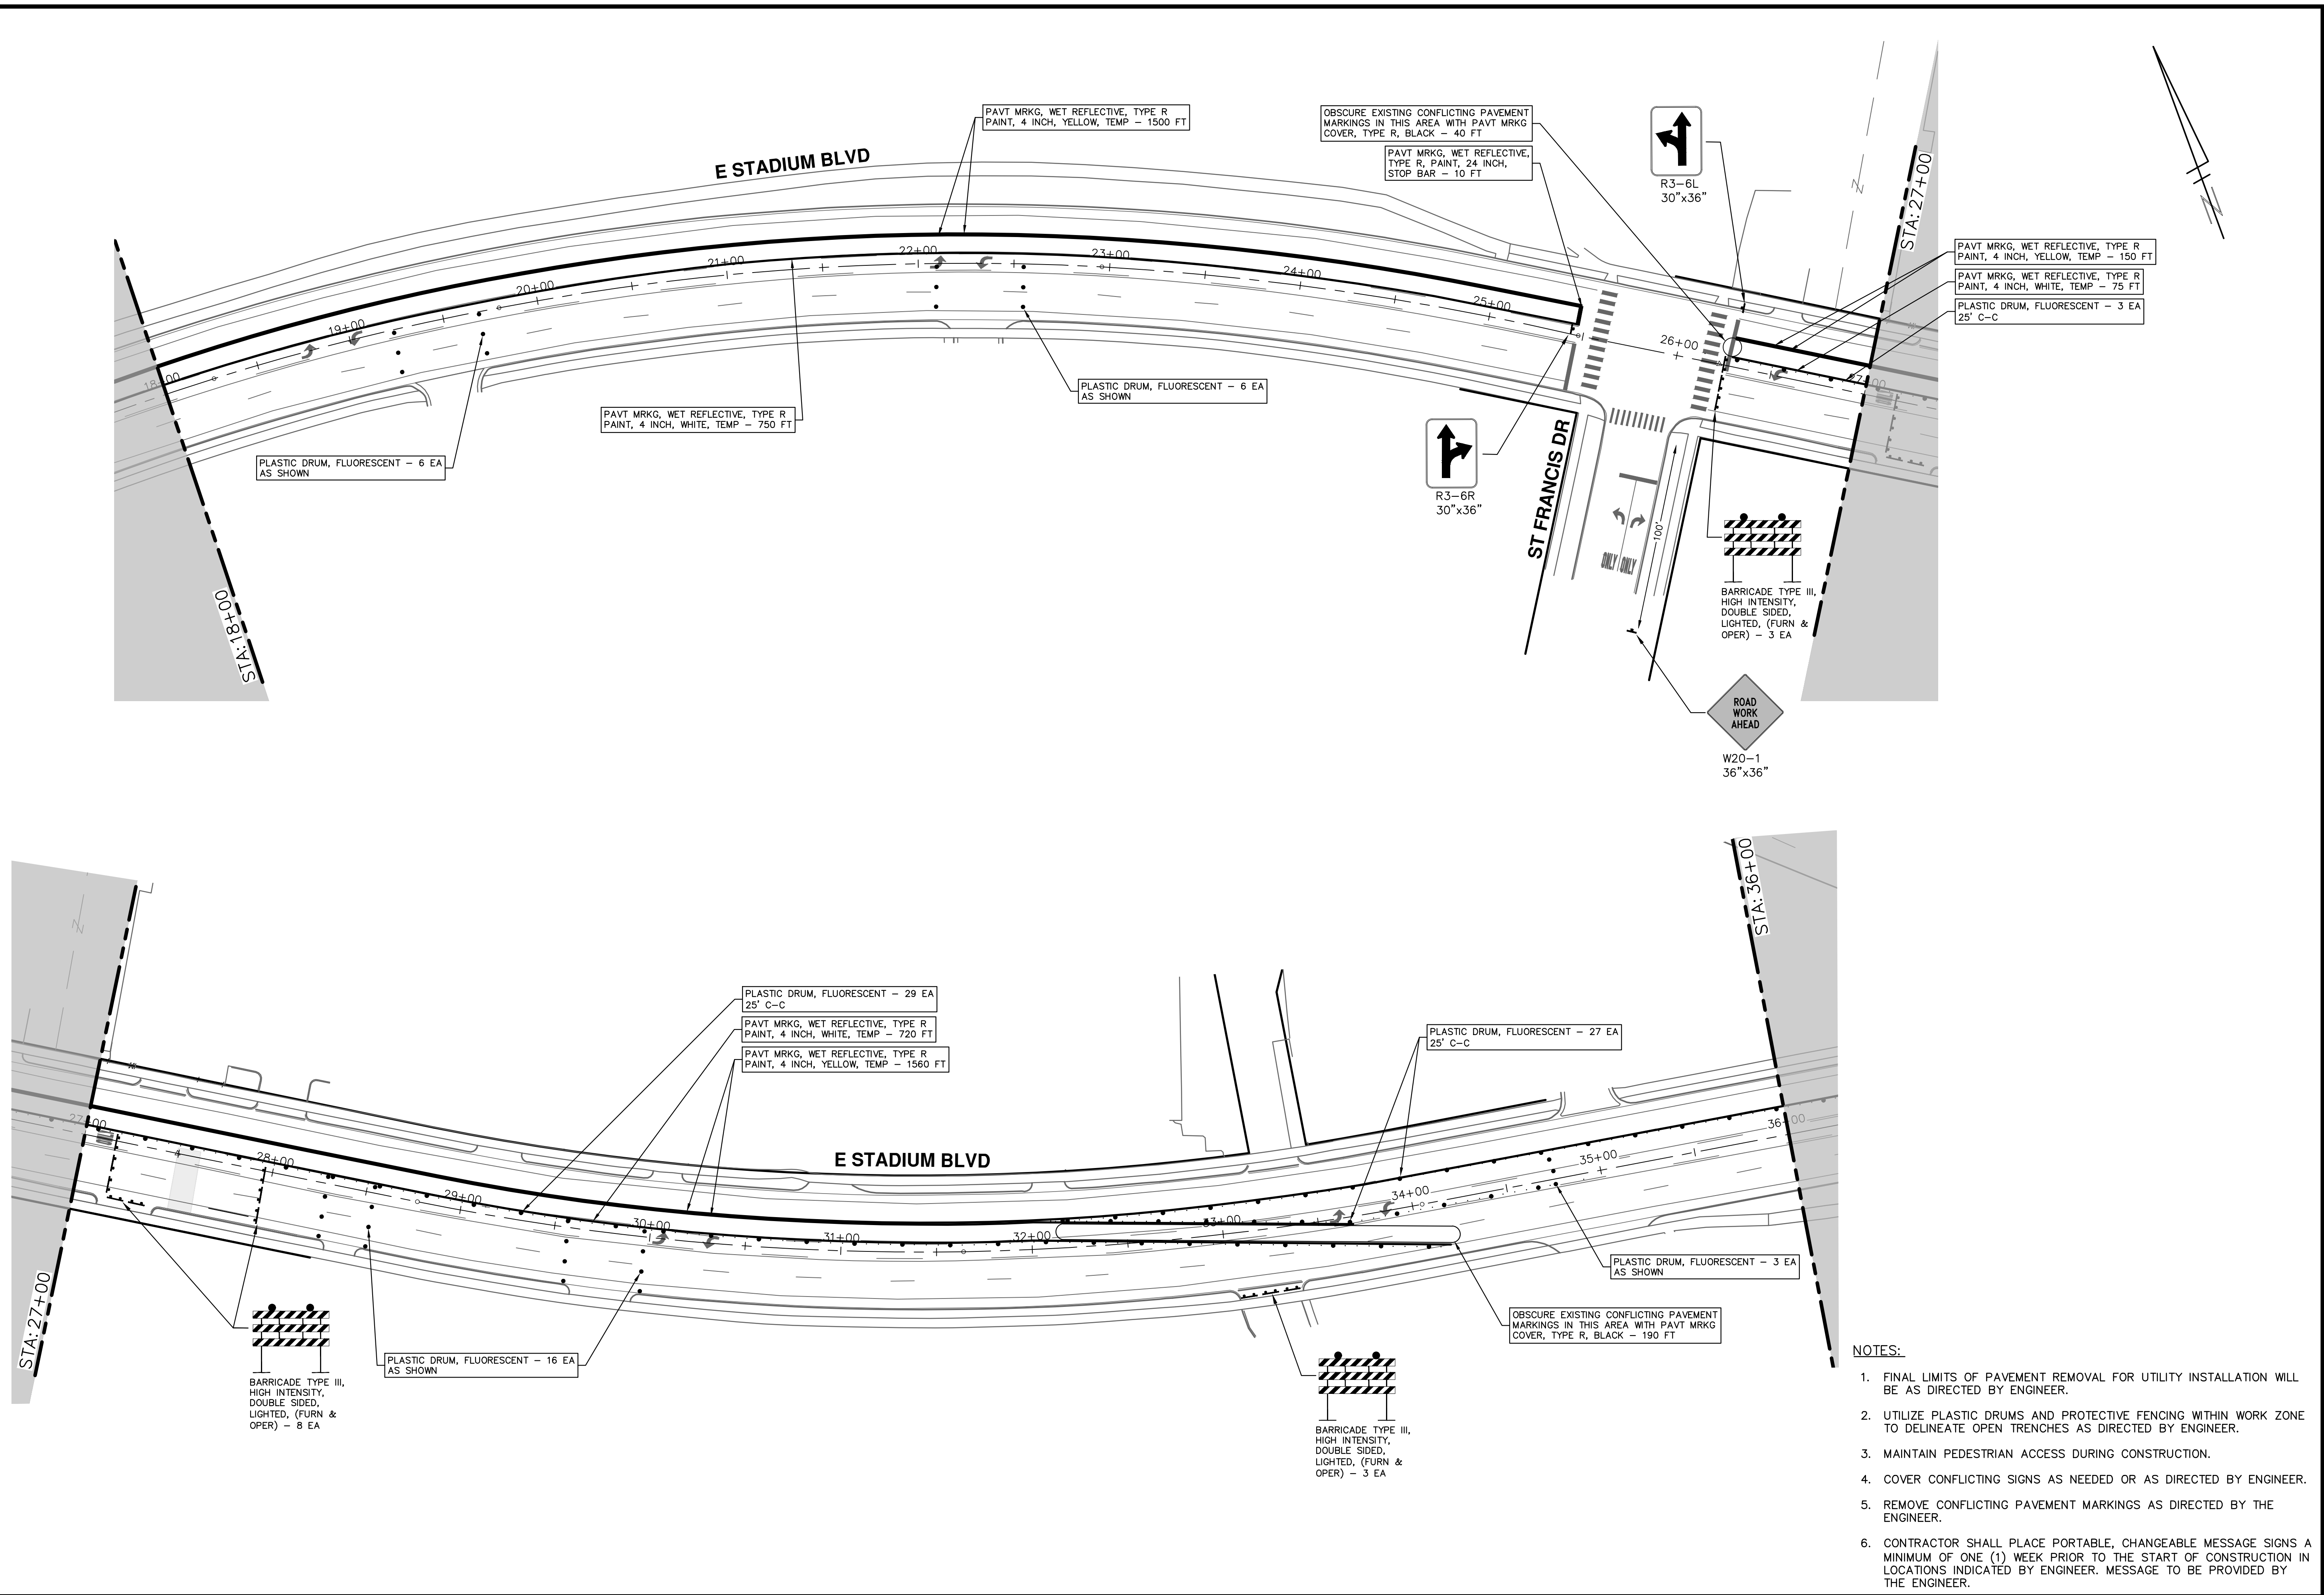 PAVT MRKG, WET REFLECTIVE, TYPE R
PAINT, 4 INCH, YELLOW, TEMP – 1500 FT
OBSCURE EXISTING CONFLICTING PAVEMENT
MARKINGS IN THIS AREA WITH PAVT MRKG
COVER, TYPE R, BLACK – 40 FT
PAVT MRKG, WET REFLECTIVE,
TYPE R, PAINT, 24 INCH,
STOP BAR – 10 FT
R3–6L
30"x36"
E STADIUM BLVD
STA: 27+00
PAVT MRKG, WET REFLECTIVE, TYPE R
PAINT, 4 INCH, YELLOW, TEMP – 150 FT
PAVT MRKG, WET REFLECTIVE, TYPE R
PAINT, 4 INCH, WHITE, TEMP – 75 FT
PLASTIC DRUM, FLUORESCENT – 3 EA
25' C–C
N
18+00
19+00
20+00
21+00
22+00
23+00
24+00
25+00
26+00
27+00
PLASTIC DRUM, FLUORESCENT – 6 EA
AS SHOWN
PAVT MRKG, WET REFLECTIVE, TYPE R
PAINT, 4 INCH, WHITE, TEMP – 750 FT
PLASTIC DRUM, FLUORESCENT – 6 EA
AS SHOWN
R3–6R
30"x36"
ST FRANCIS DR
ONLY
ONLY
100'
BARRICADE TYPE III,
HIGH INTENSITY,
DOUBLE SIDED,
LIGHTED, (FURN &
OPER) – 3 EA
STA: 18+00
ROAD
WORK
AHEAD
W20–1
36"x36"
STA: 36+00
PLASTIC DRUM, FLUORESCENT – 29 EA
25' C–C
PAVT MRKG, WET REFLECTIVE, TYPE R
PAINT, 4 INCH, WHITE, TEMP – 720 FT
PAVT MRKG, WET REFLECTIVE, TYPE R
PAINT, 4 INCH, YELLOW, TEMP – 1560 FT
PLASTIC DRUM, FLUORESCENT – 27 EA
25' C–C
E STADIUM BLVD
27+00
28+00
29+00
30+00
31+00
32+00
33+00
34+00
35+00
36+00
STA: 27+00
BARRICADE TYPE III,
HIGH INTENSITY,
DOUBLE SIDED,
LIGHTED, (FURN &
OPER) – 8 EA
PLASTIC DRUM, FLUORESCENT – 16 EA
AS SHOWN
BARRICADE TYPE III,
HIGH INTENSITY,
DOUBLE SIDED,
LIGHTED, (FURN &
OPER) – 3 EA
PLASTIC DRUM, FLUORESCENT – 3 EA
AS SHOWN
OBSCURE EXISTING CONFLICTING PAVEMENT
MARKINGS IN THIS AREA WITH PAVT MRKG
COVER, TYPE R, BLACK – 190 FT
NOTES:
1. FINAL LIMITS OF PAVEMENT REMOVAL FOR UTILITY INSTALLATION WILL
BE AS DIRECTED BY ENGINEER.
2. UTILIZE PLASTIC DRUMS AND PROTECTIVE FENCING WITHIN WORK ZONE
TO DELINEATE OPEN TRENCHES AS DIRECTED BY ENGINEER.
3. MAINTAIN PEDESTRIAN ACCESS DURING CONSTRUCTION.
4. COVER CONFLICTING SIGNS AS NEEDED OR AS DIRECTED BY ENGINEER.
5. REMOVE CONFLICTING PAVEMENT MARKINGS AS DIRECTED BY THE
ENGINEER.
6. CONTRACTOR SHALL PLACE PORTABLE, CHANGEABLE MESSAGE SIGNS A
MINIMUM OF ONE (1) WEEK PRIOR TO THE START OF CONSTRUCTION IN
LOCATIONS INDICATED BY ENGINEER. MESSAGE TO BE PROVIDED BY
THE ENGINEER.